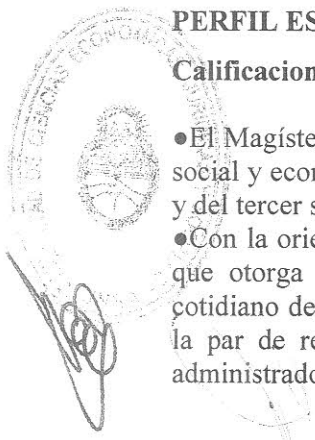 PERFIL ES
Calificacion
●El Magíste
social y econ
y del tercer s
●Con la orie
que otorga
cotidiano de
la par de re
administrado